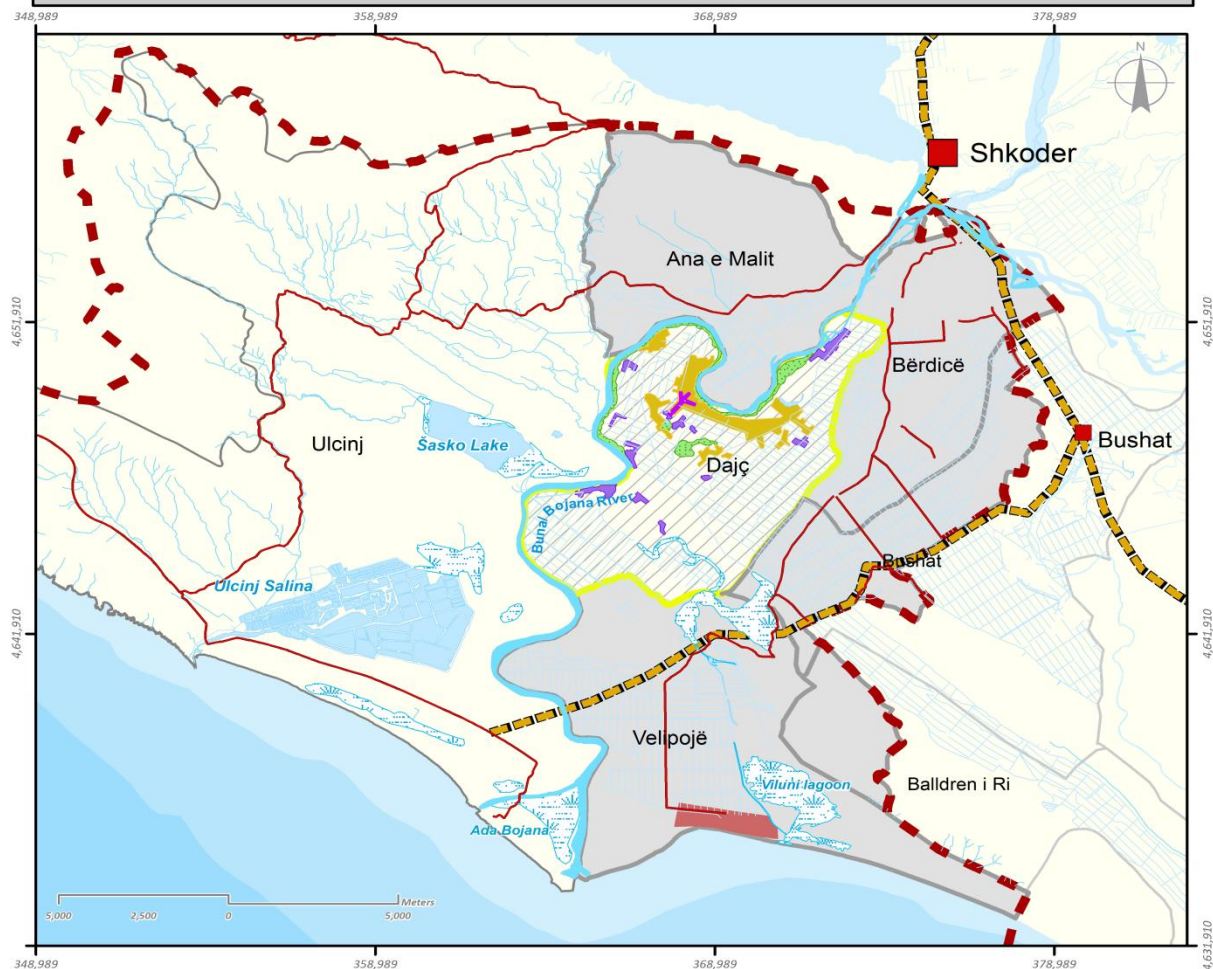 348,989
358,989
368,989
378,989
N
Shkoder
Ana e Malit
4,651,910
4,651,910
Bërdicë
Ulcinj
Šasko Lake
Bushat
Dajç
Buna/
Bojana River
Bushat
Ulcinj Salina
4,641,910
4,641,910
Velipojë
Viluni lagoon
Balldren i Ri
Ada Bojana
Meters
5,000
2,500
0
5,000
4,631,910
348,989
358,989
368,989
378,989